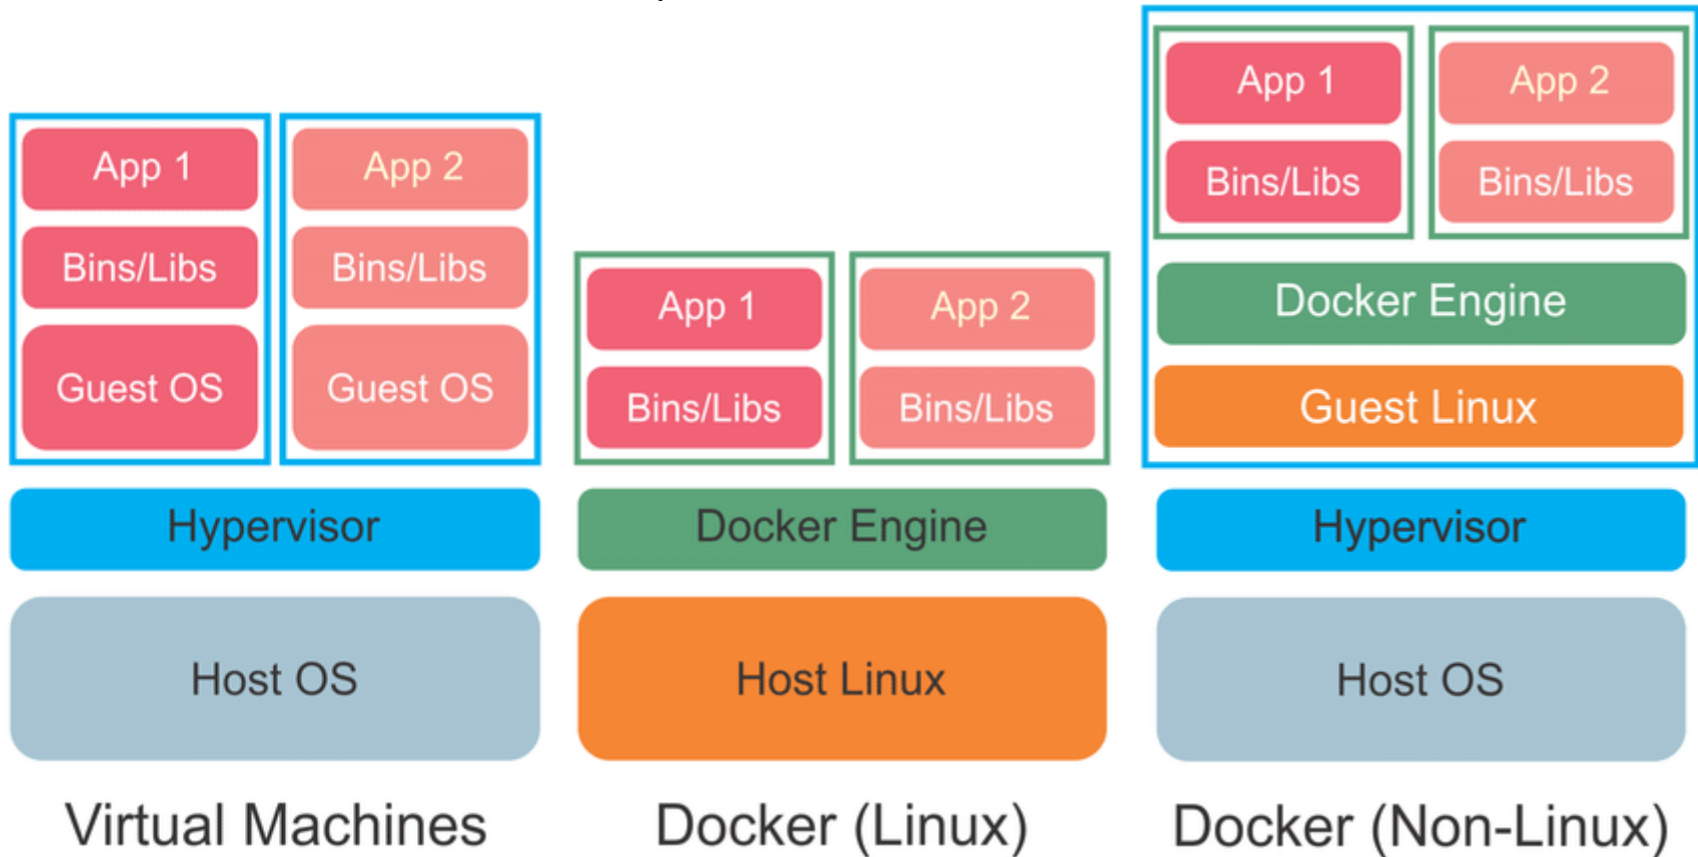 App 1
App 2
Bins/Libs
Bins/Libs
Guest OS
Guest OS
Hypervisor
Host OS
Virtual Machines
App 1
App 2
Bins/Libs
Bins/Libs
Docker Engine
Host Linux
Docker (Linux)
App 1
App 2
Bins/Libs
Bins/Libs
Docker Engine
Guest Linux
Hypervisor
Host OS
Docker (Non-Linux)